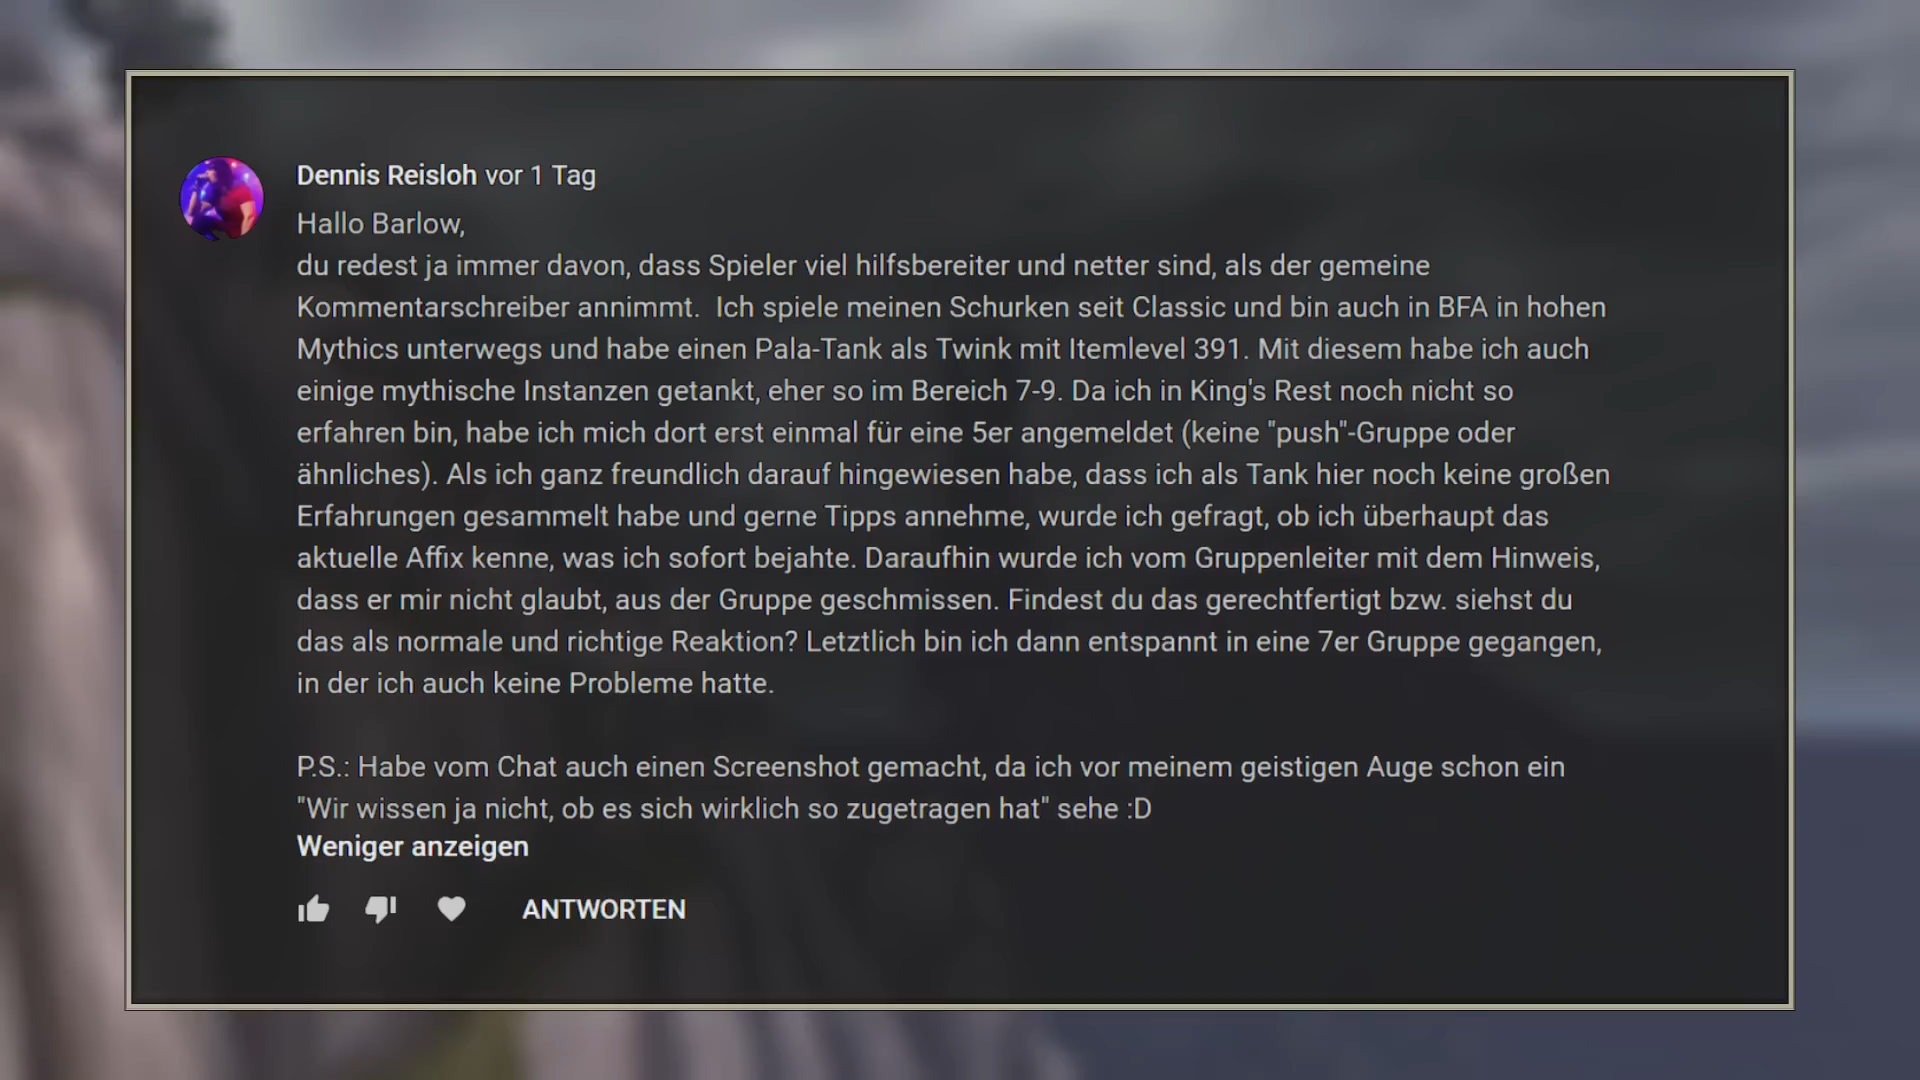 Dennis Reisloh vor 1 Tag
Hallo Barlow,
du redest ja immer davon, dass Spieler viel hilfsbereiter und netter sind, als der gemeine
Kommentarschreiber annimmt.  Ich spiele meinen Schurken seit Classic und bin auch in BFA in hohen
Mythics unterwegs und habe einen Pala-Tank als Twink mit Itemlevel 391. Mit diesem habe ich auch
einige mythische Instanzen getankt, eher so im Bereich 7-9. Da ich in King's Rest noch nicht so
erfahren bin, habe ich mich dort erst einmal für eine 5er angemeldet (keine "push"-Gruppe oder
ähnliches). Als ich ganz freundlich darauf hingewiesen habe, dass ich als Tank hier noch keine großen
Erfahrungen gesammelt habe und gerne Tipps annehme, wurde ich gefragt, ob ich überhaupt das
aktuelle Affix kenne, was ich sofort bejahte. Daraufhin wurde ich vom Gruppenleiter mit dem Hinweis,
dass er mir nicht glaubt, aus der Gruppe geschmissen. Findest du das gerechtfertigt bzw. siehst du
das als normale und richtige Reaktion? Letztlich bin ich dann entspannt in eine 7er Gruppe gegangen,
in der ich auch keine Probleme hatte.
P.S.: Habe vom Chat auch einen Screenshot gemacht, da ich vor meinem geistigen Auge schon ein
"Wir wissen ja nicht, ob es sich wirklich so zugetragen hat" sehe :D
Weniger anzeigen
ANTWORTEN